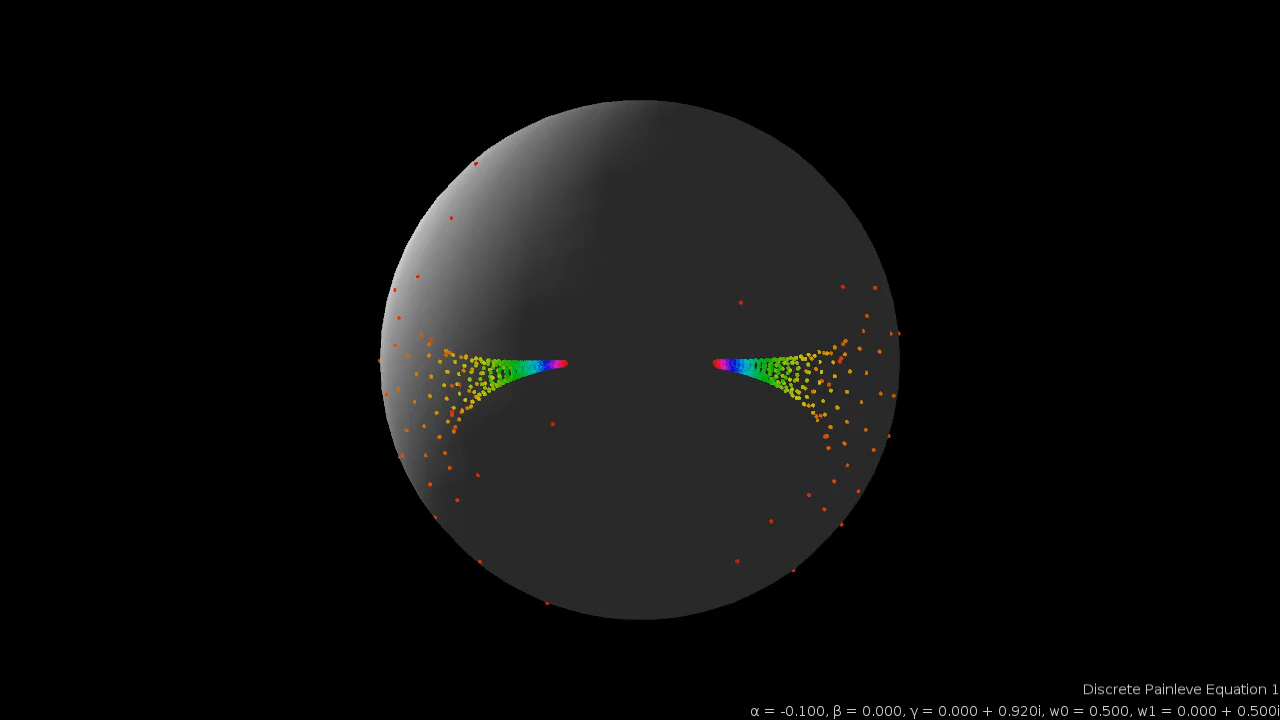 Discrete Painleve Equation 1
α = -0.100, β = 0.000, γ = 0.000 + 0.920i, w0 = 0.500, w1 = 0.000 + 0.500i